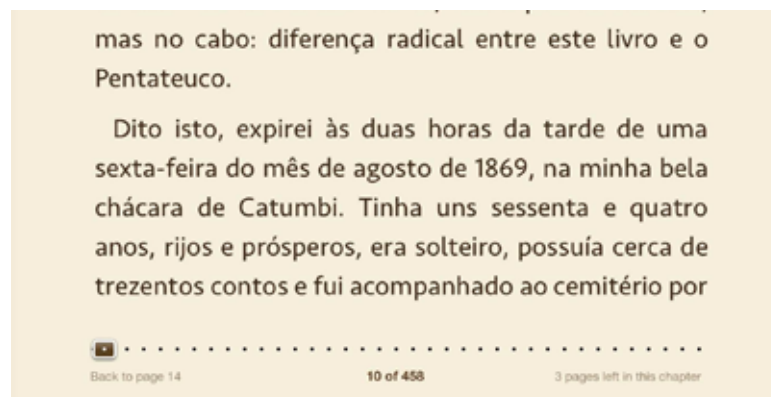 mas no cabo: diferença radical entre este livro e o
Pentateuco.
Dito isto, expirei às duas horas da tarde de uma
sexta-feira do mês de agosto de 1869, na minha bela
chácara de Catumbi. Tinha uns sessenta e quatro
anos, rijos e prósperos, era solteiro, possuía cerca de
trezentos contos e fui acompanhado ao cemitério por
Back to page 14 10 of 458 3 pages left in this chapter